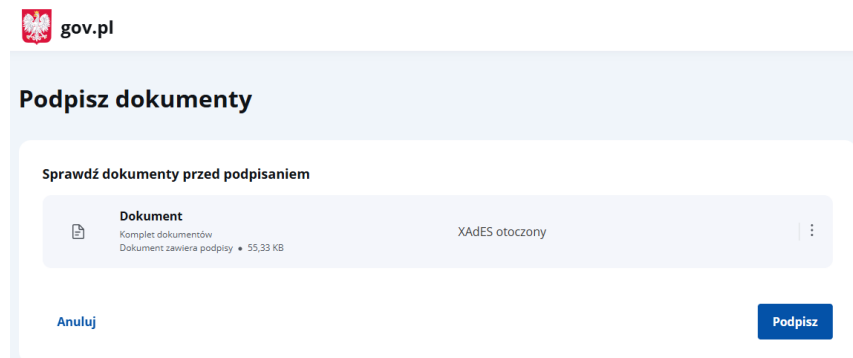 gov.pl
Podpisz dokumenty
Sprawdź dokumenty przed podpisaniem
Dokument
Komplet dokumentów
Dokument zawiera podpisy • 55,33 KB
XAdES otoczony
Anuluj
Podpisz